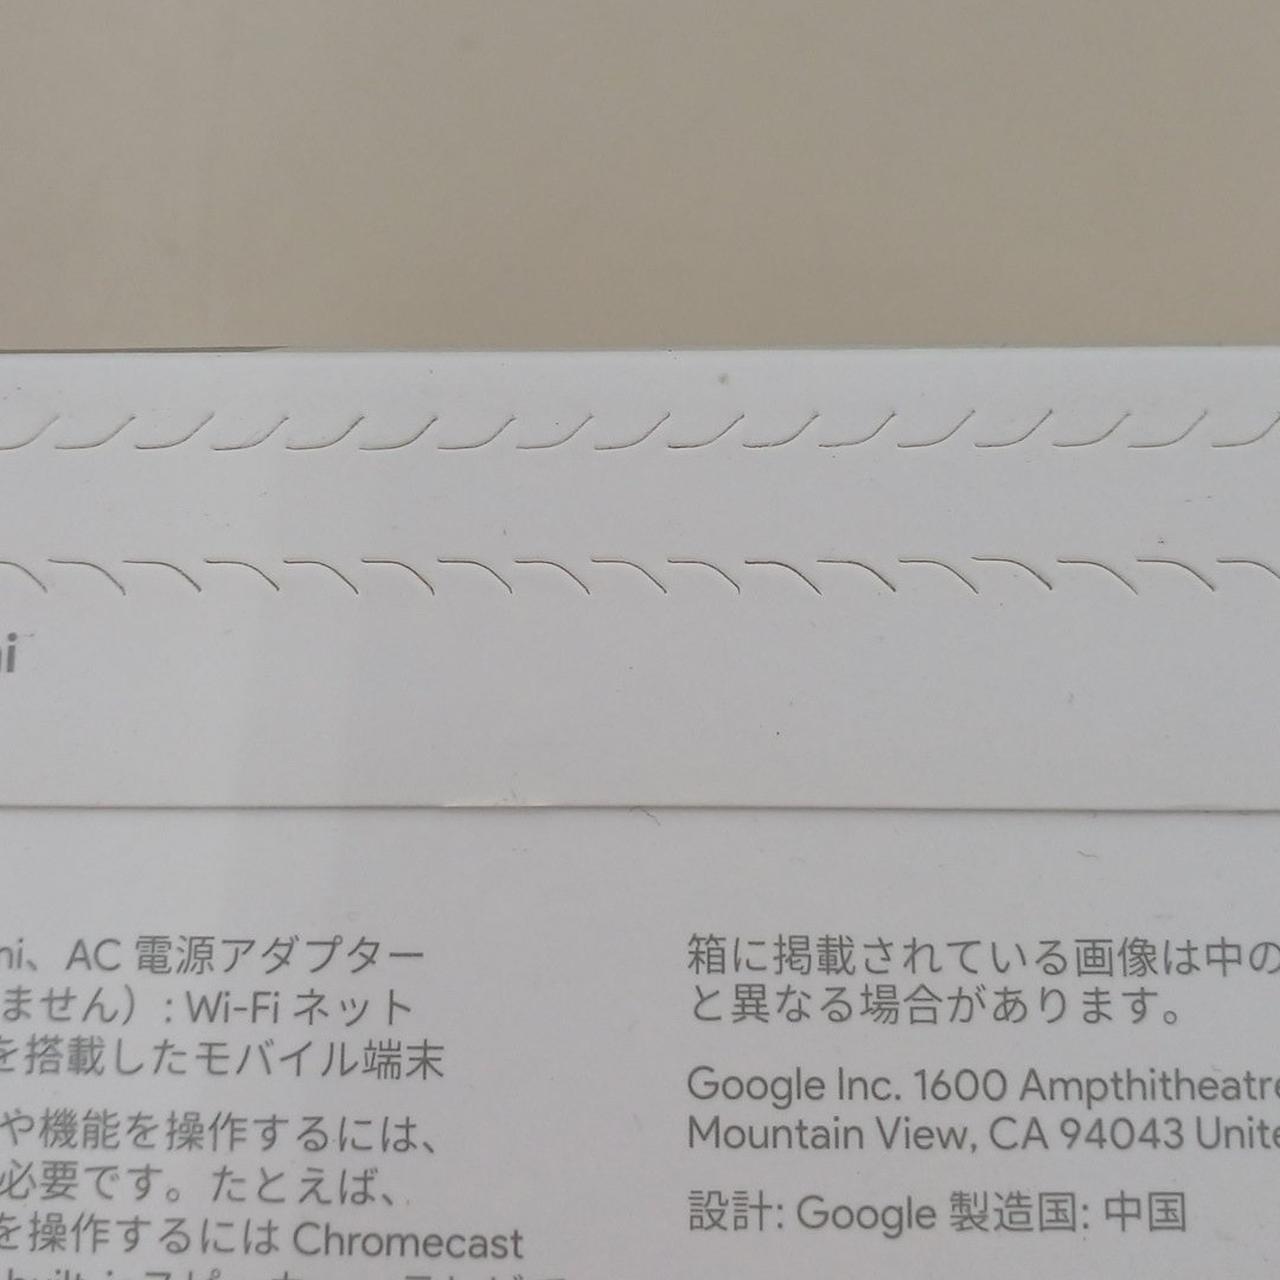 ni
ni、AC 電源アダプター
ません）: Wi-Fi ネット
を搭載したモバイル端末
や機能を操作するには、
必要です。たとえば、
を操作するには Chromecast
箱に掲載されている画像は中の
と異なる場合があります。
Google Inc. 1600 Ampthitheatre
Mountain View, CA 94043 Unite
設計: Google 製造国: 中国